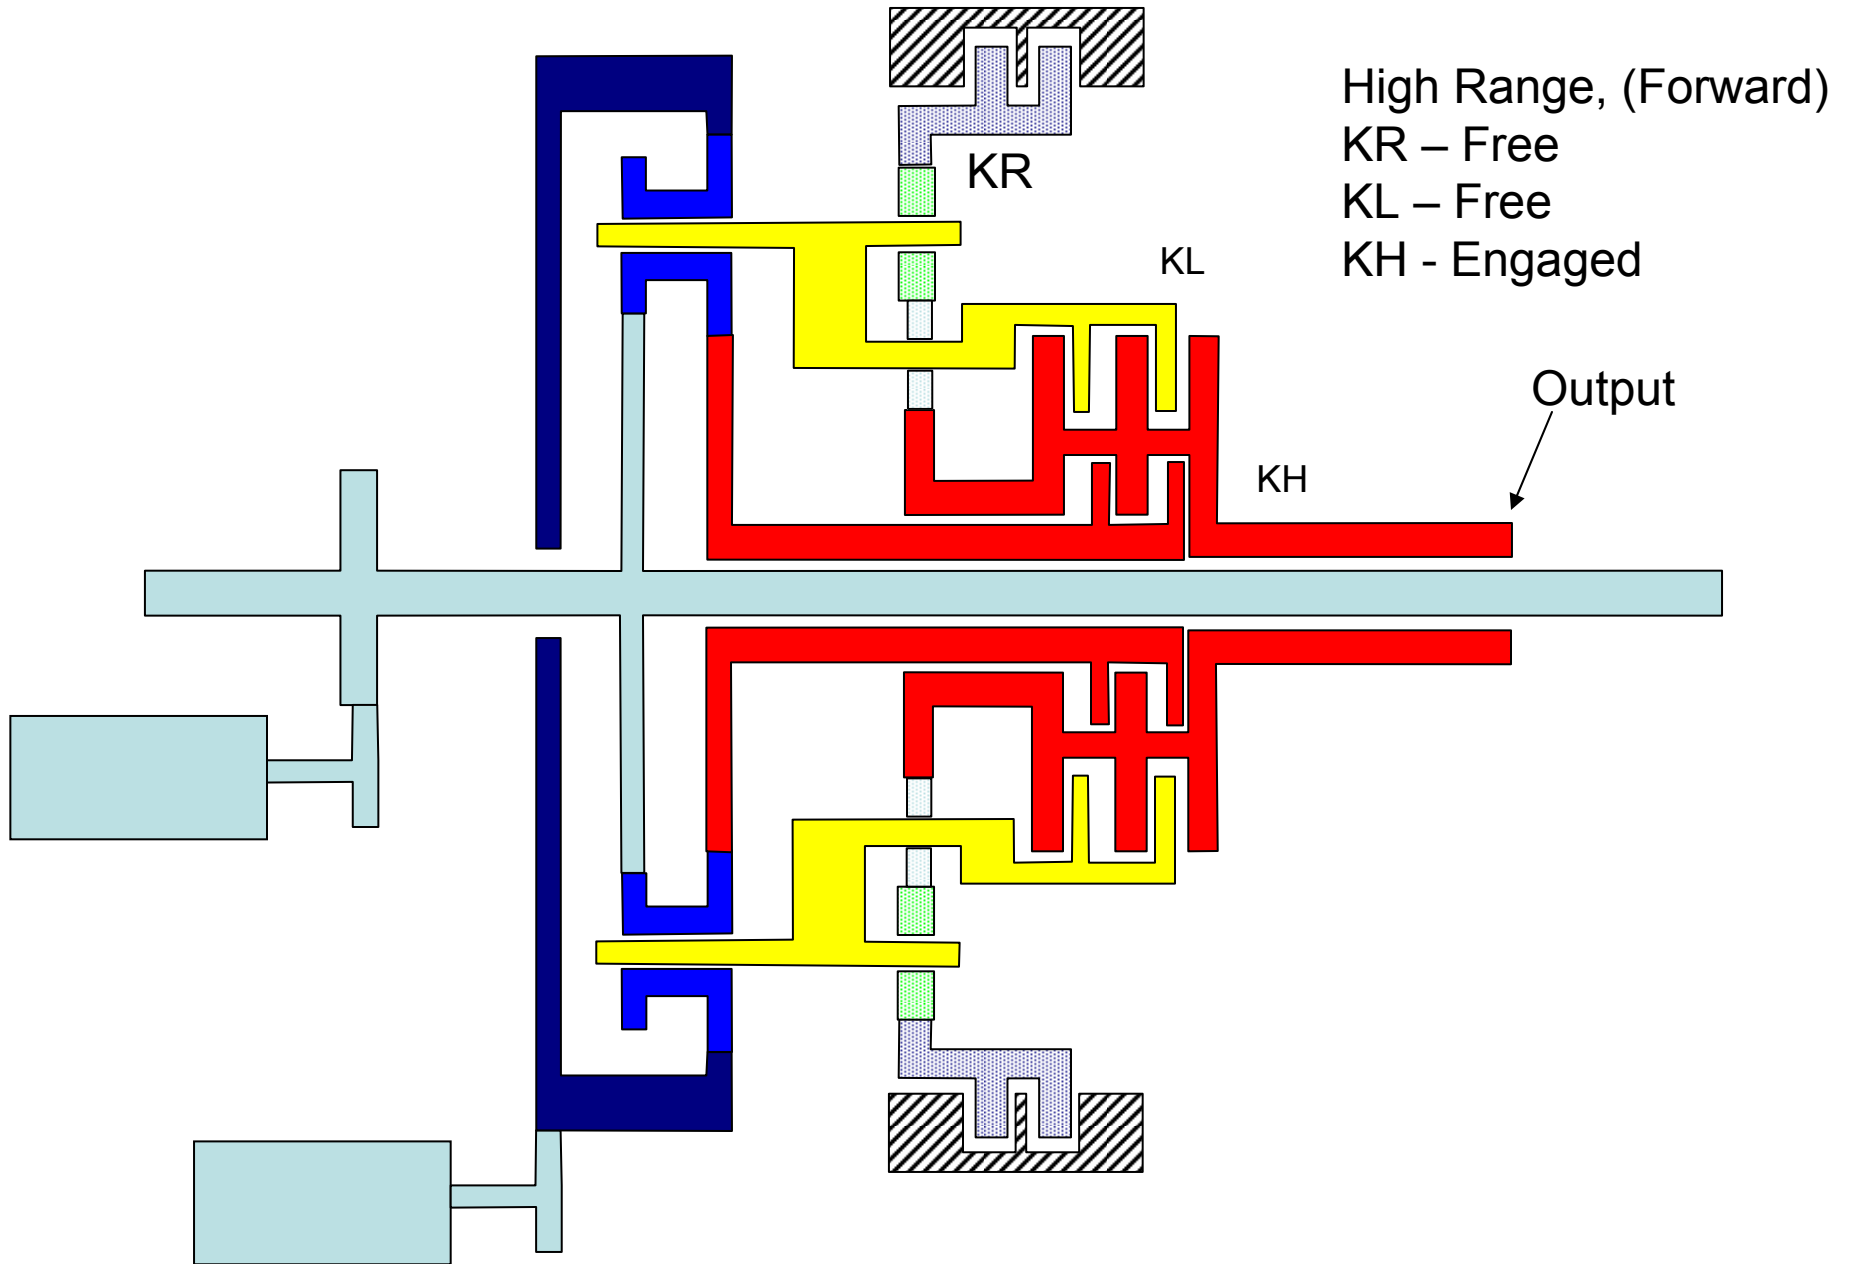 High Range, (Forward)
KR – Free
KL – Free
KH - Engaged
KR
KL
Output
KH